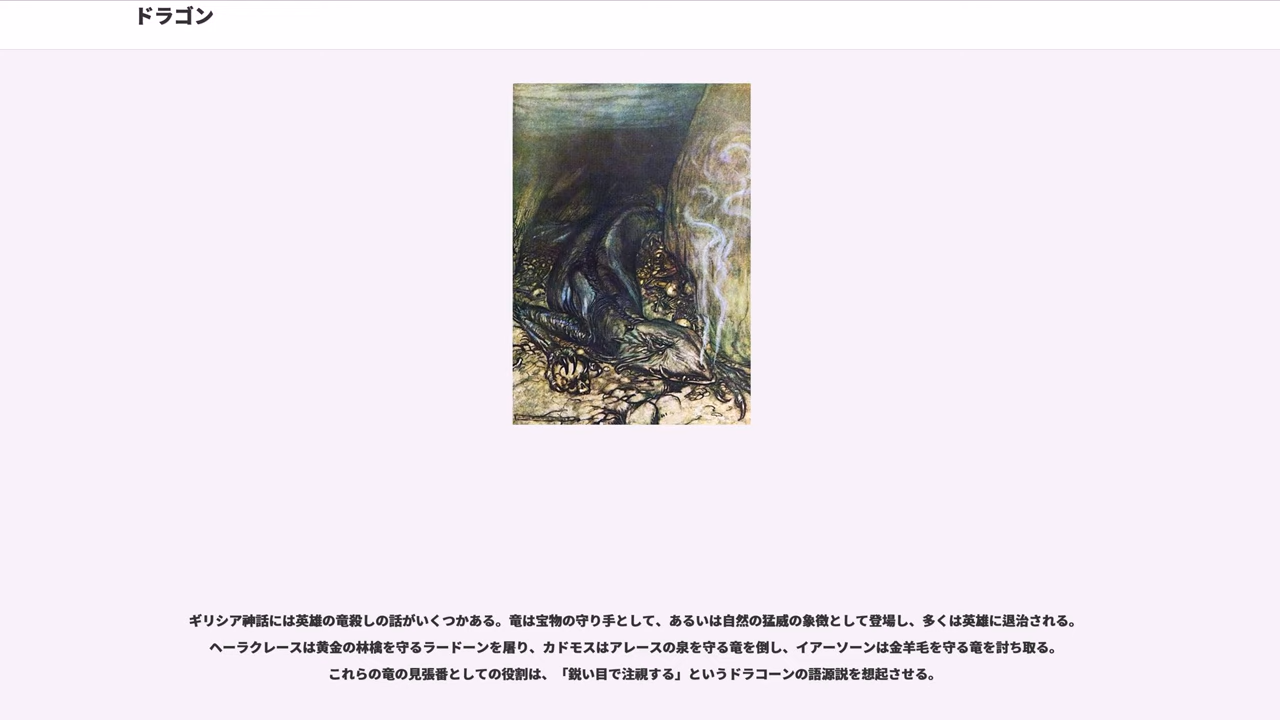 ドラゴン
ギリシア神話には英雄の竜殺しの話がいくつかある。竜は宝物の守り手として、あるいは自然の猛威の象徴として登場し、多くは英雄に退治される。
ヘーラクレースは黄金の林檎を守るラードーンを屠り、カドモスはアレースの泉を守る竜を倒し、イアーソーンは金羊毛を守る竜を討ち取る。
これらの竜の見張番としての役割は、「鋭い目で注視する」というドラコーンの語源説を想起させる。